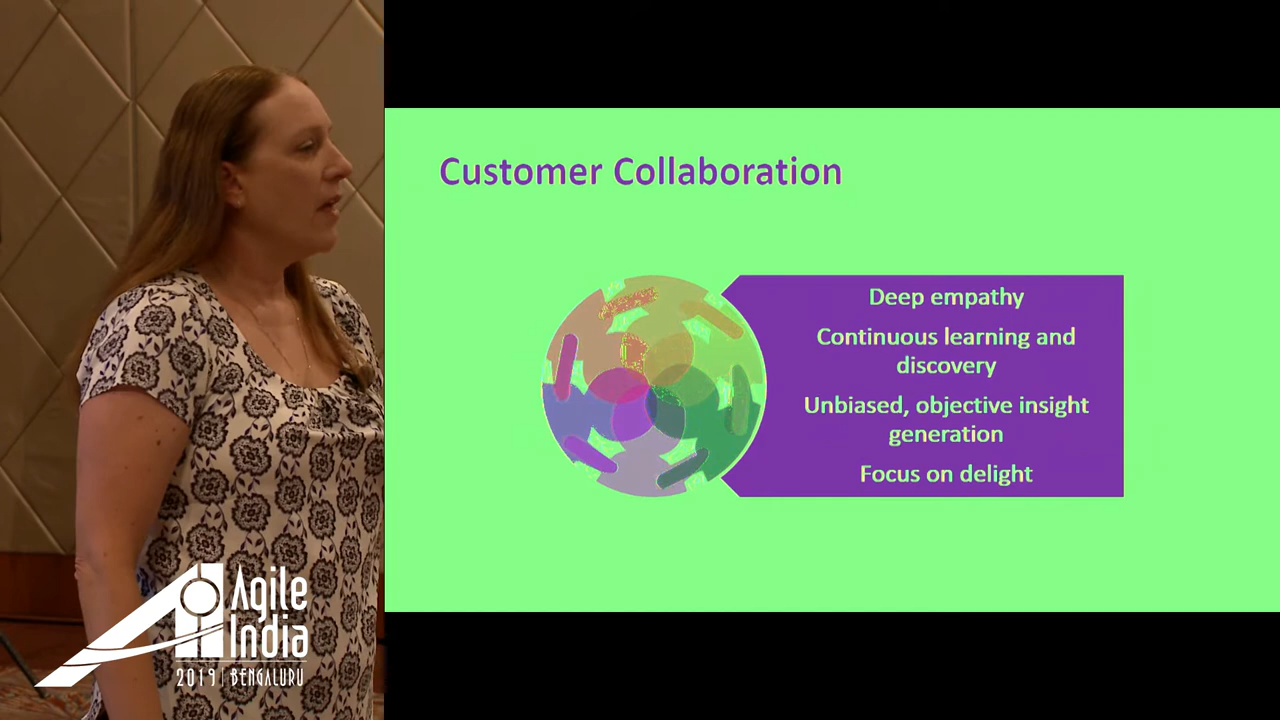 Customer Collaboration
Deep empathy
Continuous learning and
discovery
Unbiased, objective insight
generation
Focus on delight
Agile
India
2019 | BENGALURU